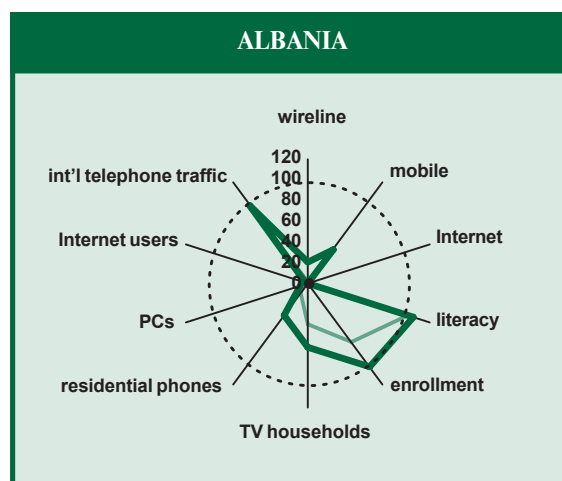 ALBANIA
wireline
120
100
80
60
40
20
0
mobile
int'l telephone traffic
Internet users
Internet
PCs
literacy
residential phones
enrollment
TV households